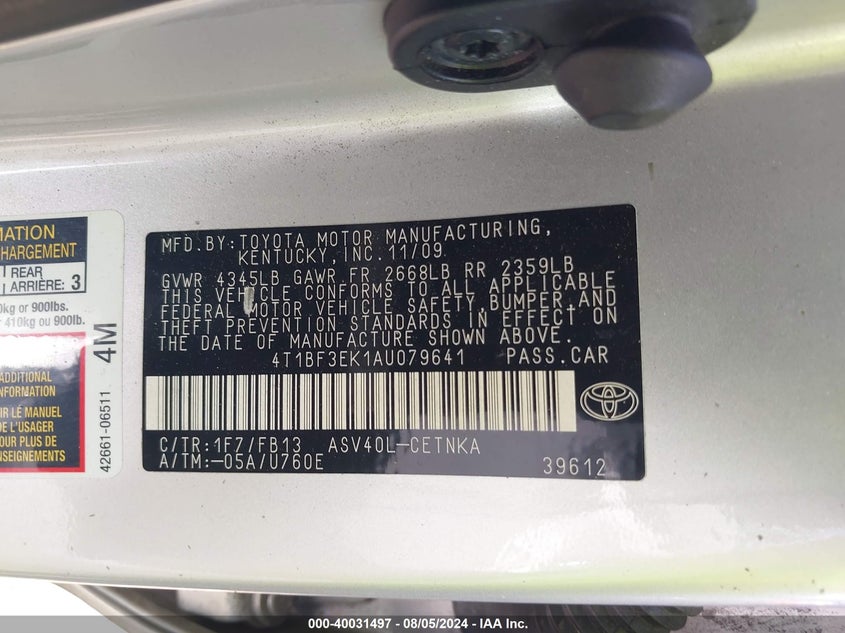 MATION
CHARGEMENT
REAR
ARRIÈRE: 3
kg or 900lbs.
r 410kg ou 900lb.
ADDITIONAL
INFORMATION
IR LE MANUEL
DE L'USAGER
OUR PLUS DE
NSEIGNEMENTS
42661-06511
4M
MFD.BY:TOYOTA MOTOR MANUFACTURING,
KENTUCKY, INC. 11/09
GVWR 4345LB GAWR FR 2668LB RR 2359LB
THIS VEHICLE CONFORMS TO ALL APPLICABLE
FEDERAL MOTOR VEHICLE SAFETY,BUMPER,AND
THEFT PREVENTION STANDARDS IN EFFECT ON
THE DATE OF MANUFACTURE SHOWN ABOVE.
4T1BF3EK1AU079641 PASS.CAR
C/TR:1F7/FB13 ASV40L-CETNKA
A/TM:-05A/U760E 39612
000-40031497 - 08/05/2024 - IAA Inc.